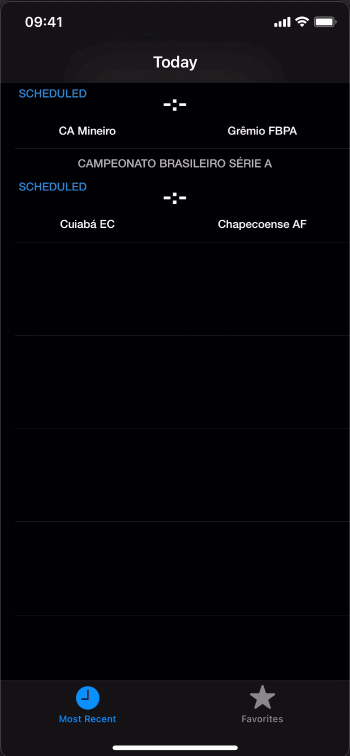 09:41
Today
SCHEDULED
-:-
CA Mineiro Grêmio FBPA
CAMPEONATO BRASILEIRO SÉRIE A
SCHEDULED
-:-
Cuiabá EC Chapecoense AF
Most Recent Favorites